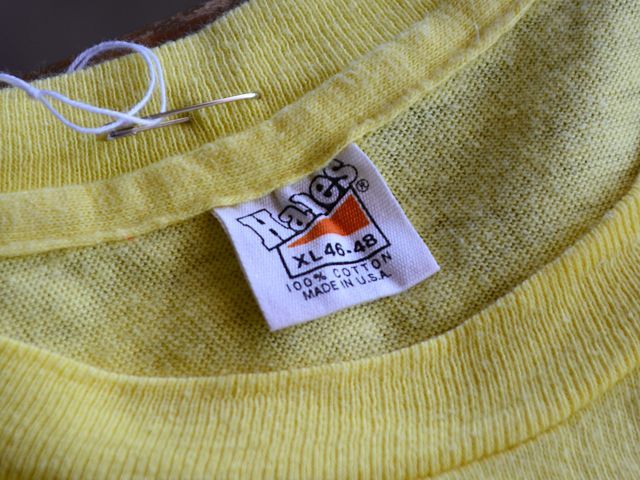 Hanes®
XL 46-48
100% COTTON
MADE IN U.S.A.